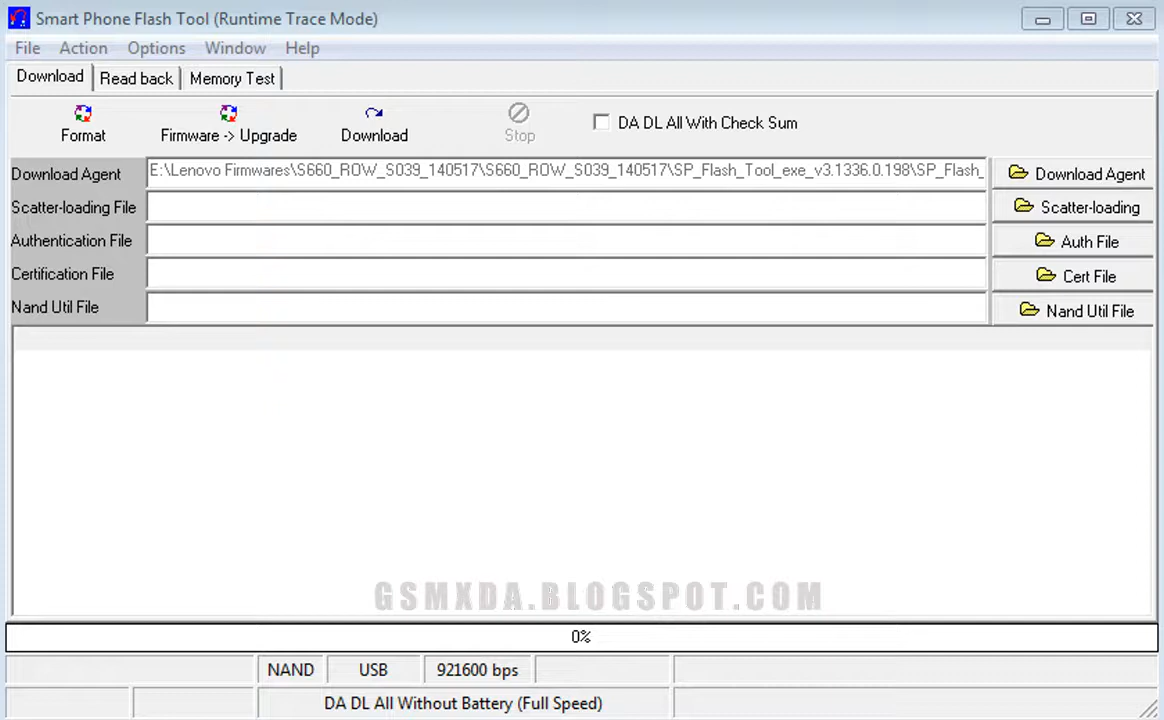 Smart Phone Flash Tool (Runtime Trace Mode)
File Action Options Window Help
Download Read back Memory Test
Format Firmware -> Upgrade Download Stop DA DL All With Check Sum
Download Agent E:\Lenovo Firmwares\S660_ROW_S039_140517\S660_ROW_S039_140517\SP_Flash_Tool_exe_v3.1336.0.198\SP_Flash_ Download Agent
Scatter-loading File Scatter-loading
Authentication File Auth File
Certification File Cert File
Nand Util File Nand Util File
GSMXDA.BLOGSPOT.COM
0%
NAND USB 921600 bps
DA DL All Without Battery (Full Speed)